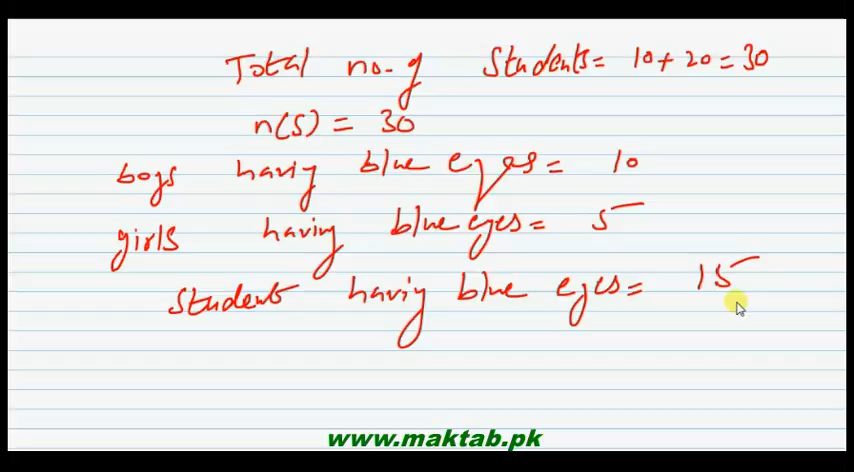 Total no. of Students = 10 + 20 = 30
n(S) = 30
boys having blue eyes = 10
girls having blue eyes = 5
Students having blue eyes = 15
www.maktab.pk